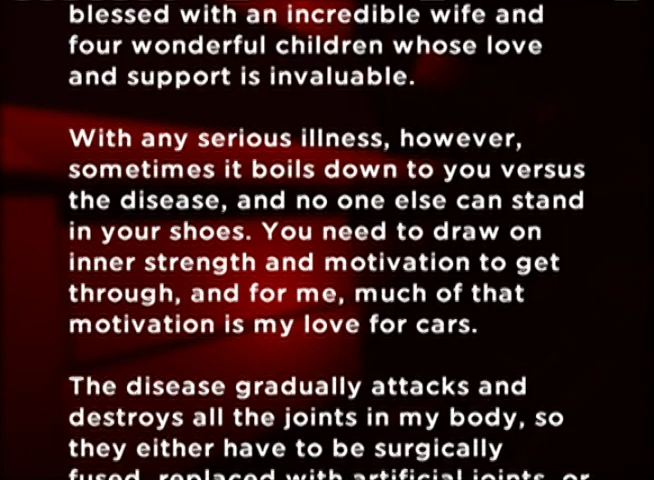 blessed with an incredible wife and
four wonderful children whose love
and support is invaluable.
With any serious illness, however,
sometimes it boils down to you versus
the disease, and no one else can stand
in your shoes. You need to draw on
inner strength and motivation to get
through, and for me, much of that
motivation is my love for cars.
The disease gradually attacks and
destroys all the joints in my body, so
they either have to be surgically
fused, replaced with artificial joints, or